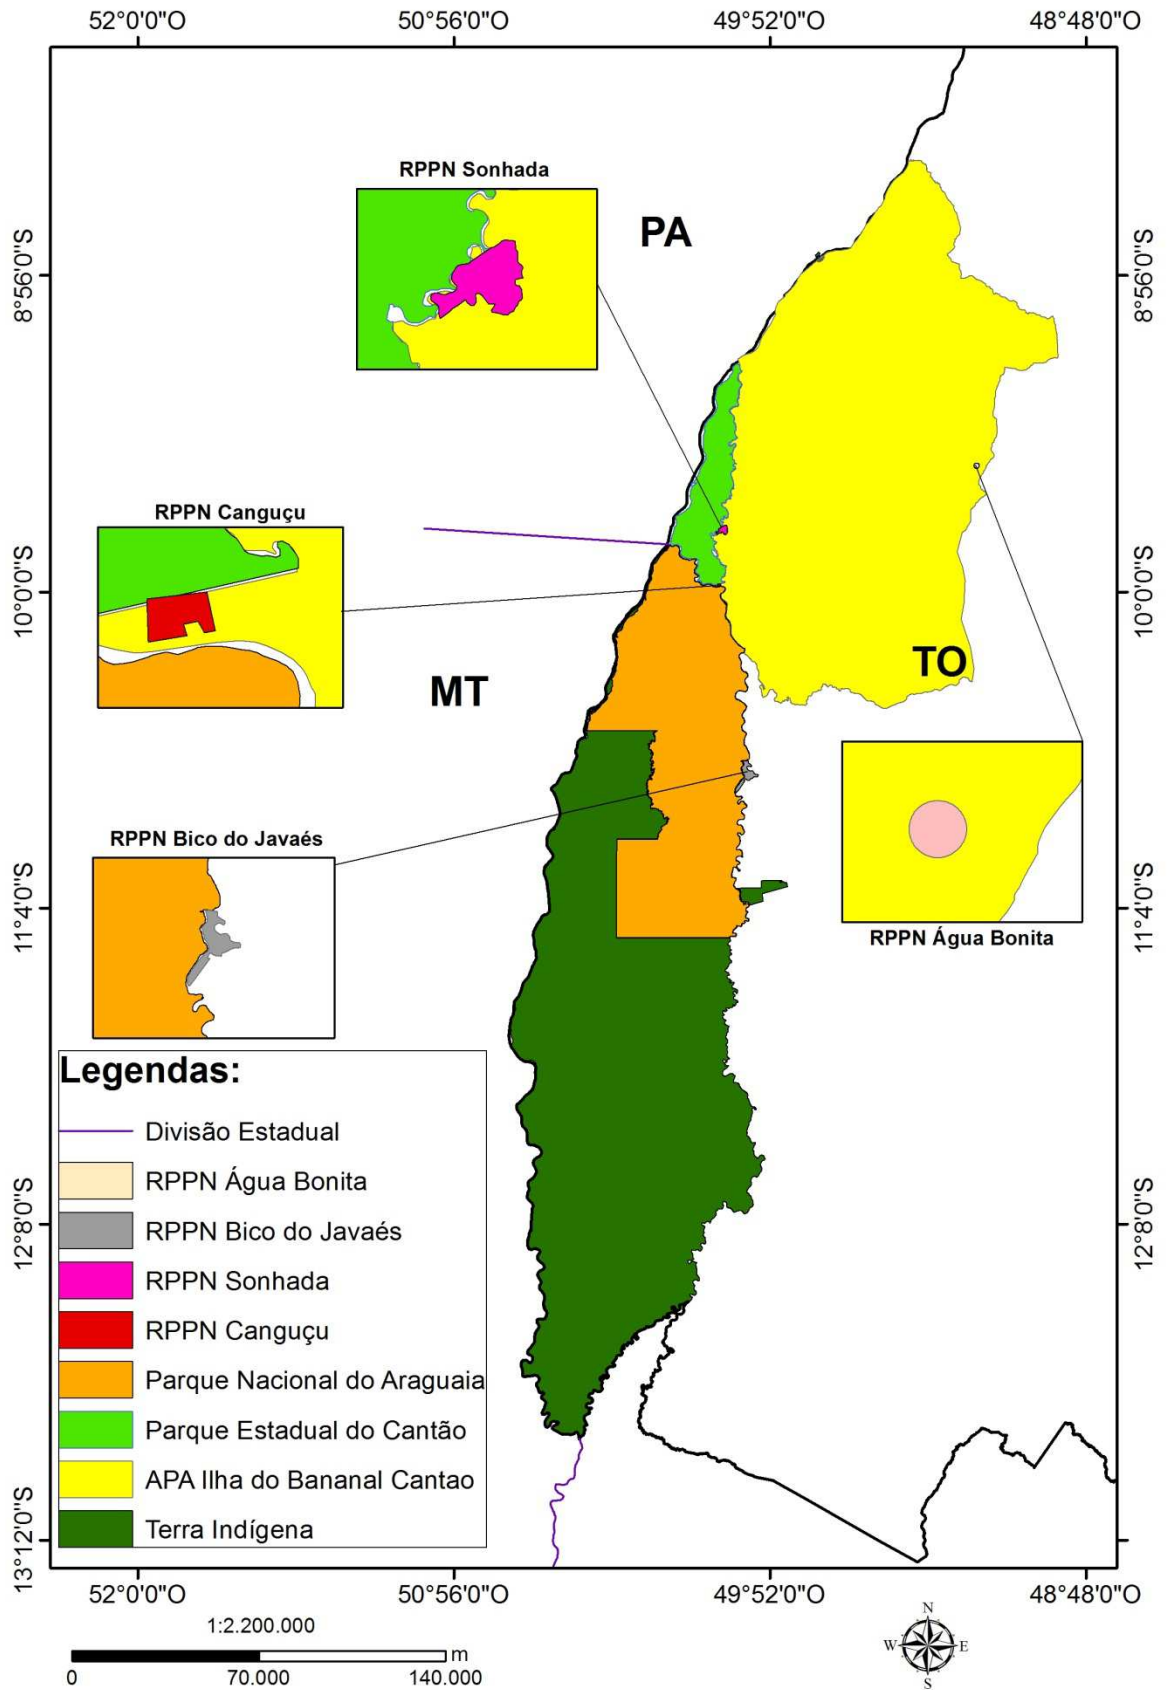 52°0'0"O
50°56'0"O
49°52'0"O
48°48'0"O
RPPN Sonhada
PA
8°56'0"S
8°56'0"S
RPPN Canguçu
10°0'0"S
10°0'0"S
TO
MT
RPPN Bico do Javaés
11°4'0"S
11°4'0"S
RPPN Água Bonita
Legendas:
Divisão Estadual
RPPN Água Bonita
RPPN Bico do Javaés
RPPN Sonhada
RPPN Canguçu
Parque Nacional do Araguaia
Parque Estadual do Cantão
APA Ilha do Bananal Cantao
Terra Indígena
12°8'0"S
12°8'0"S
13°12'0"S
13°12'0"S
52°0'0"O
50°56'0"O
49°52'0"O
48°48'0"O
1:2.200.000
m
0
70.000
140.000
N
W
E
S